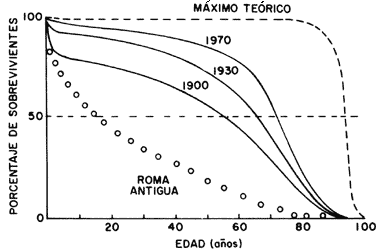 MÁXIMO TEÓRICO
100
1970
1930
1900
50
ROMA
ANTIGUA
0
20
40
60
80
100
EDAD (años)
PORCENTAJE DE SOBREVIVIENTES